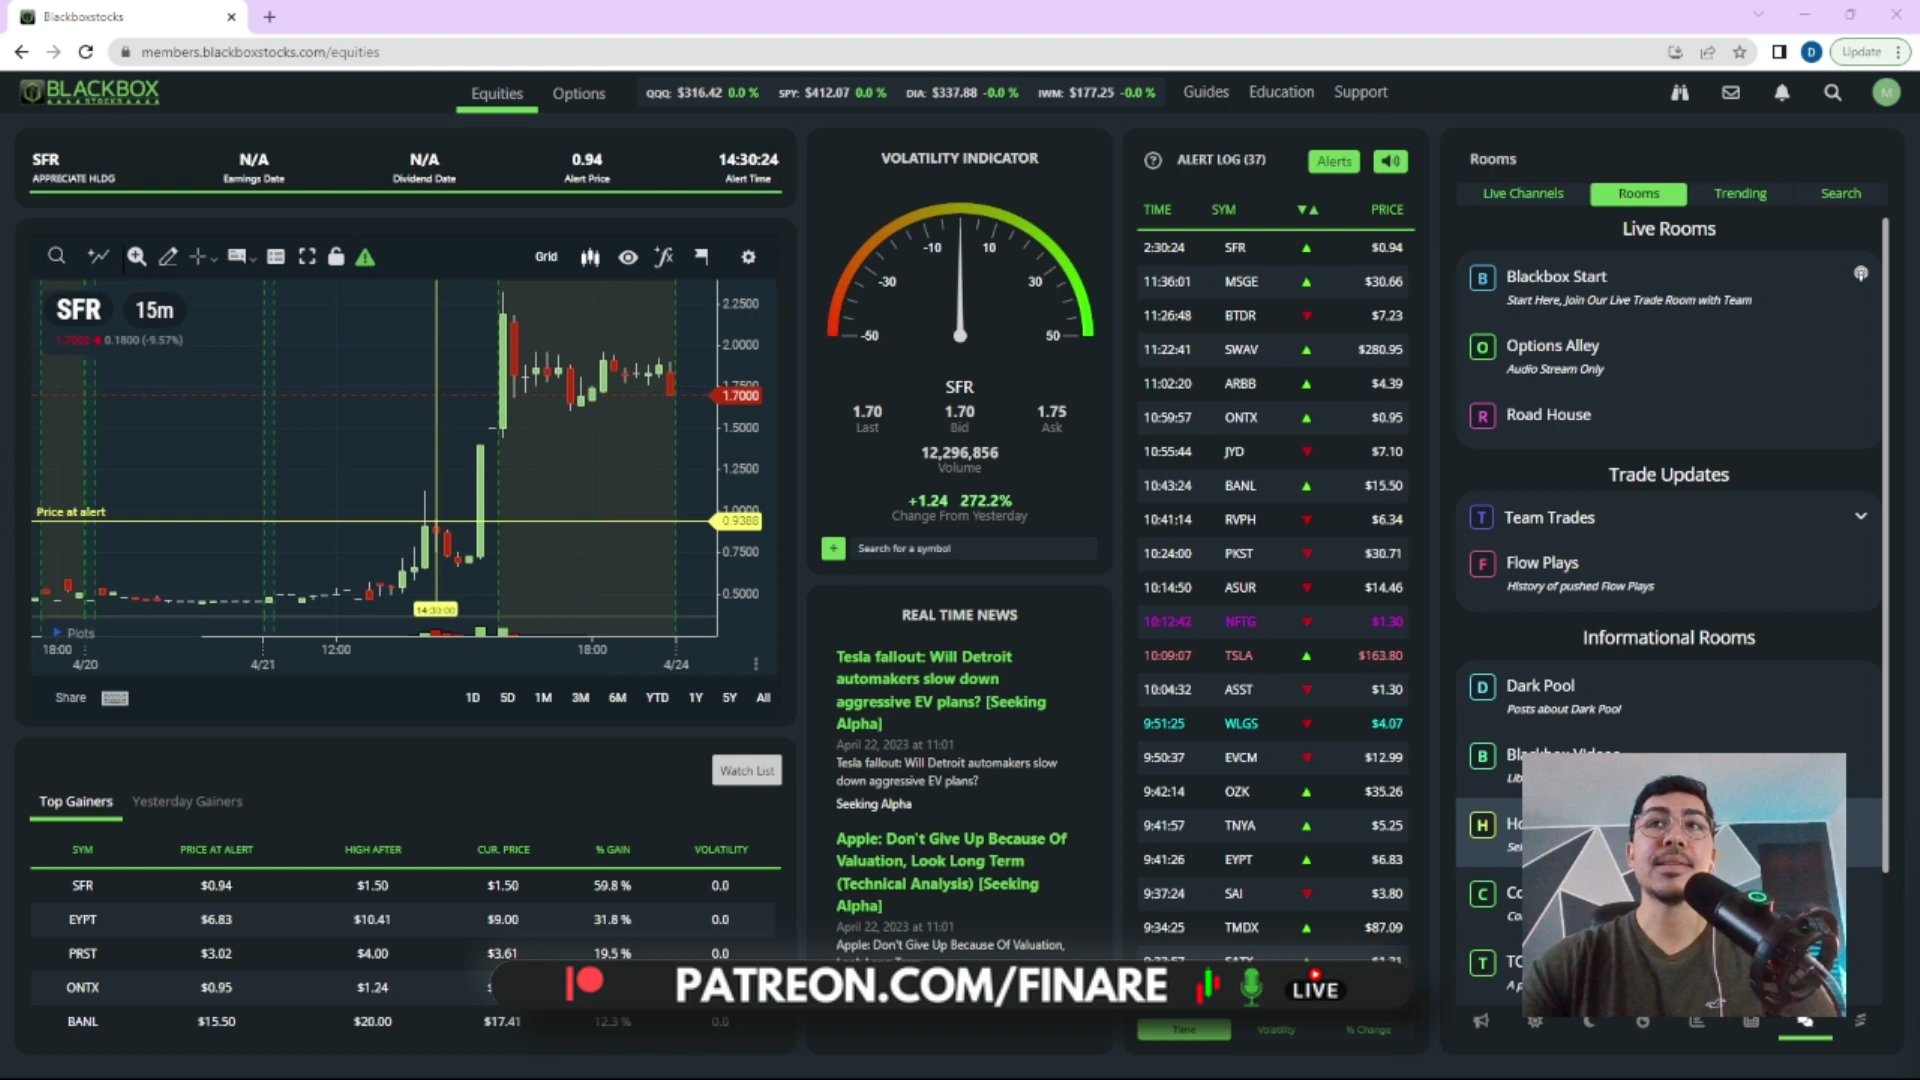 Blackboxstocks
members.blackboxstocks.com/equities
D
Update
BLACKBOX
STOCKS
Equities
Options
QQQ: $316.42 0.0 %
SPY: $412.07 0.0 %
DIA: $337.88 -0.0 %
IWM: $177.25 -0.0 %
Guides
Education
Support
M
SFR
APPRECIATE HLDG
N/A
Earnings Date
N/A
Dividend Date
0.94
Alert Price
14:30:24
Alert Time
Grid
SFR
15m
1.7000 0.1800 (-9.57%)
2.2500
2.0000
1.7500
1.7000
1.5000
1.2500
1.0000
Price at alert
0.9388
0.7500
0.5000
14:30:00
Plots
18:00
12:00
18:00
4/20
4/21
4/24
Share
1D 5D 1M 3M 6M YTD 1Y 5Y All
Watch List
Top Gainers
Yesterday Gainers
SYM PRICE AT ALERT HIGH AFTER CUR. PRICE % GAIN VOLATILITY
SFR $0.94 $1.50 $1.50 59.8 % 0.0
EYPT $6.83 $10.41 $9.00 31.8 % 0.0
PRST $3.02 $4.00 $3.61 19.5 % 0.0
ONTX $0.95 $1.24
BANL $15.50 $20.00 $17.41 12.3 % 0.0
VOLATILITY INDICATOR
-10 10
-30 30
-50 50
SFR
1.70 1.70 1.75
Last Bid Ask
12,296,856
Volume
+1.24 272.2%
Change From Yesterday
+ Search for a symbol
REAL TIME NEWS
Tesla fallout: Will Detroit
automakers slow down
aggressive EV plans? [Seeking
Alpha]
April 22, 2023 at 11:01
Tesla fallout: Will Detroit automakers slow
down aggressive EV plans?
Seeking Alpha
Apple: Don't Give Up Because Of
Valuation, Look Long Term
(Technical Analysis) [Seeking
Alpha]
April 22, 2023 at 11:01
Apple: Don't Give Up Because Of Valuation,
ALERT LOG (37)
Alerts
TIME SYM ▼▲ PRICE
2:30:24 SFR ▲ $0.94
11:36:01 MSGE ▲ $30.66
11:26:48 BTDR ▼ $7.23
11:22:41 SWAV ▲ $280.95
11:02:20 ARBB ▲ $4.39
10:59:57 ONTX ▲ $0.95
10:55:44 JYD ▼ $7.10
10:43:24 BANL ▲ $15.50
10:41:14 RVPH ▼ $6.34
10:24:00 PKST ▼ $30.71
10:14:50 ASUR ▼ $14.46
10:12:42 NFTG ▼ $1.30
10:09:07 TSLA ▲ $163.80
10:04:32 ASST ▼ $1.30
9:51:25 WLGS ▼ $4.07
9:50:37 EVCM ▼ $12.99
9:42:14 OZK ▲ $35.26
9:41:57 TNYA ▲ $5.25
9:41:26 EYPT ▲ $6.83
9:37:24 SAI ▼ $3.80
9:34:25 TMDX ▲ $87.09
Time
Volatility
% Change
Rooms
Live Channels
Rooms
Trending
Search
Live Rooms
B Blackbox Start
Start Here, Join Our Live Trade Room with Team
O Options Alley
Audio Stream Only
R Road House
Trade Updates
T Team Trades
F Flow Plays
History of pushed Flow Plays
Informational Rooms
D Dark Pool
Posts about Dark Pool
B Blackbox Videos
H
C
T
PATREON.COM/FINARE
LIVE